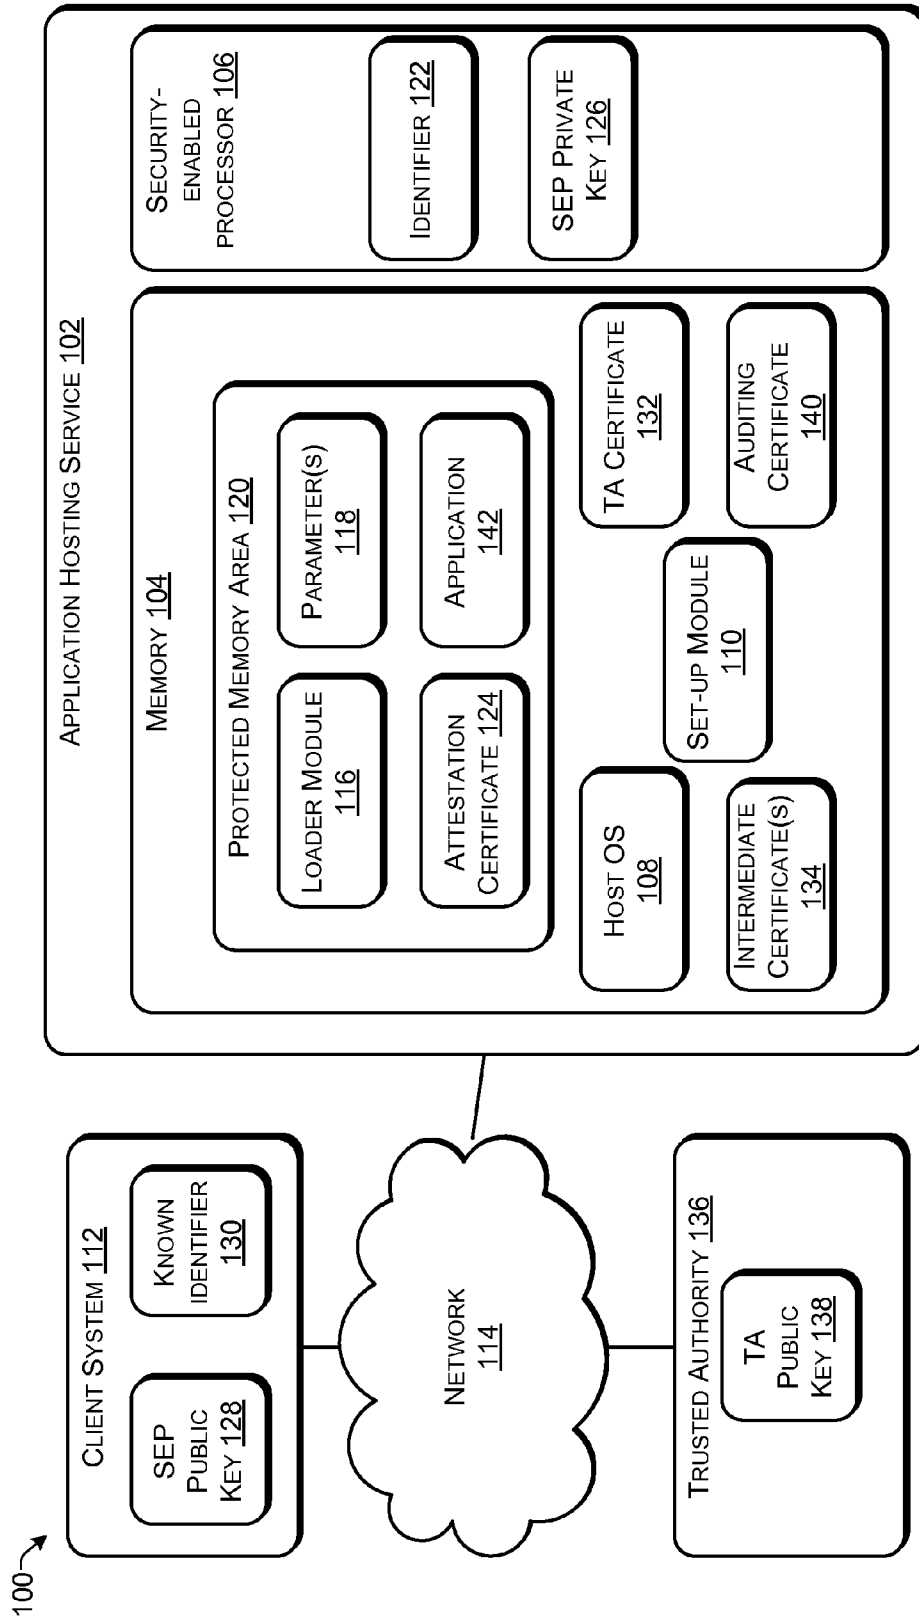 100
CLIENT SYSTEM 112
SEP
PUBLIC
KEY 128
KNOWN
IDENTIFIER
130
NETWORK
114
TRUSTED AUTHORITY 136
TA
PUBLIC
KEY 138
APPLICATION HOSTING SERVICE 102
MEMORY 104
PROTECTED MEMORY AREA 120
LOADER MODULE
116
PARAMETER(S)
118
ATTESTATION
CERTIFICATE 124
APPLICATION
142
HOST OS
108
TA CERTIFICATE
132
SET-UP MODULE
110
INTERMEDIATE
CERTIFICATE(S)
134
AUDITING
CERTIFICATE
140
SECURITY-
ENABLED
PROCESSOR 106
IDENTIFIER 122
SEP PRIVATE
KEY 126